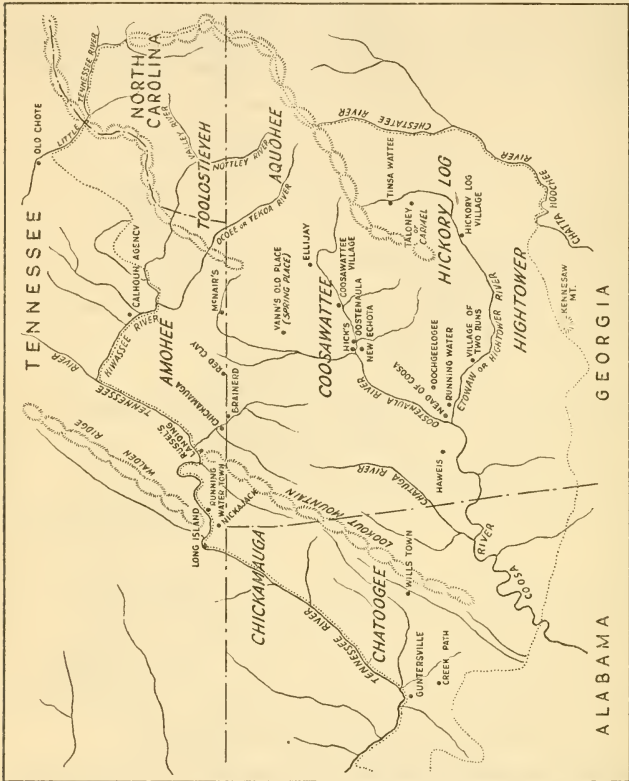 TENNESSEE
OLD CHOTE
LITTLE TENNESSEE RIVER
NORTH
CAROLINA
VALLEY RIVER
TOOLOSTIEYEH
NOTTLEY RIVER
AQUOHEE
OCOEE OR
CALHOUN, AGENCY
HIWASSEE RIVER
AMOHEE
MCNAIR'S
VANN'S OLD PLACE
(SPRING PLACE)
ELLIJAY
COOSAWATTEE
VILLAGE
COOSAWATTEE
HICK'S
OOSTENAULA
NEW ECHOTA
TINSA WATTEE
TALONEY
OR
CARMEL
HICKORY LOG
HICKORY LOG
VILLAGE
CHESTATEE RIVER
CHATTA HOOCHEE
RIVER
HIGHTOWER
KENNESAW
MT.
GEORGIA
VILLAGE OF
TWO RUNS
ETOWAH OR HIGHTOWER RIVER
OOCHGEELOGEE
RUNNING WATER
HEAD OF COOSA
OOSTENAULA RIVER
RED CLAY
CHICKAMAUGA
BRAINERD
TENNESSEE RIVER
RUSSEL'S
LANDING
WALDEN RIDGE
RUNNING
WATER TOWN
NICKAJACK
LONG ISLAND
LOOKOUT MOUNTAIN
CHATUGA RIVER
HAWEIS
COOSA RIVER
CHICKAMAUGA
CHATOOGEE
TENNESSEE RIVER
WILLS TOWN
GUNTERSVILLE
CREEK PATH
ALABAMA